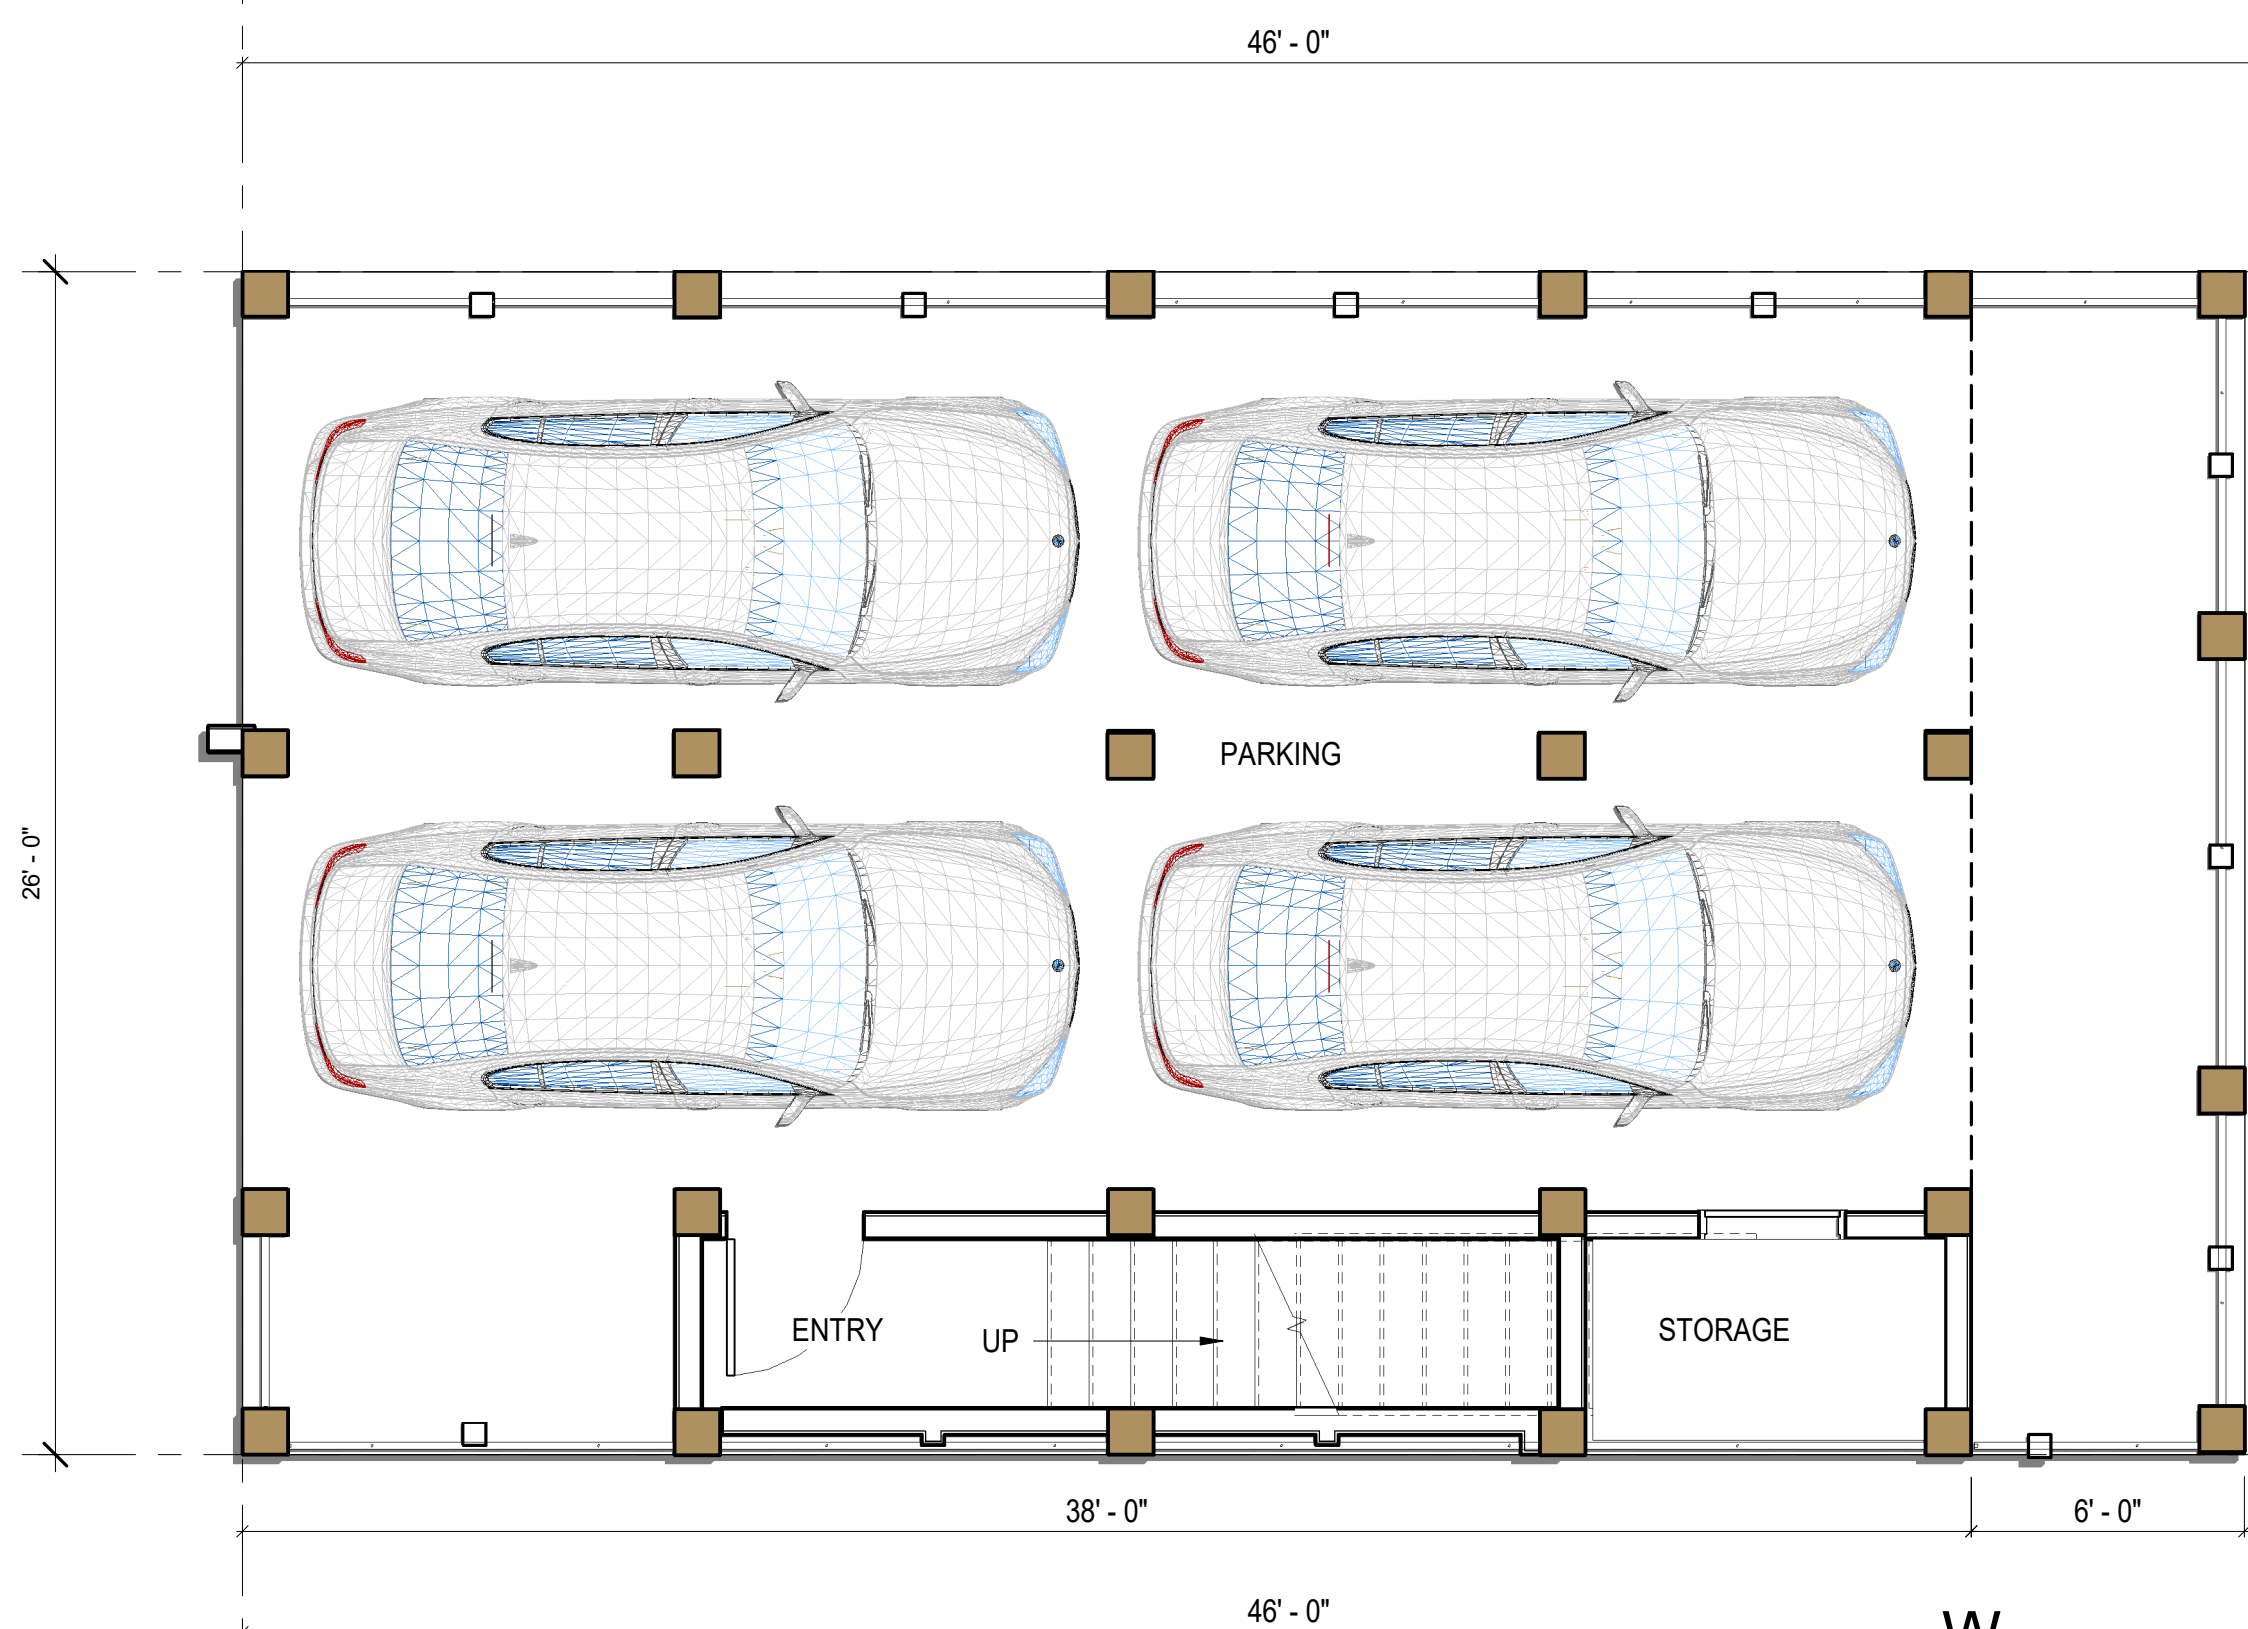 46' - 0"
26' - 0"
PARKING
ENTRY
UP
STORAGE
38' - 0"
6' - 0"
46' - 0"